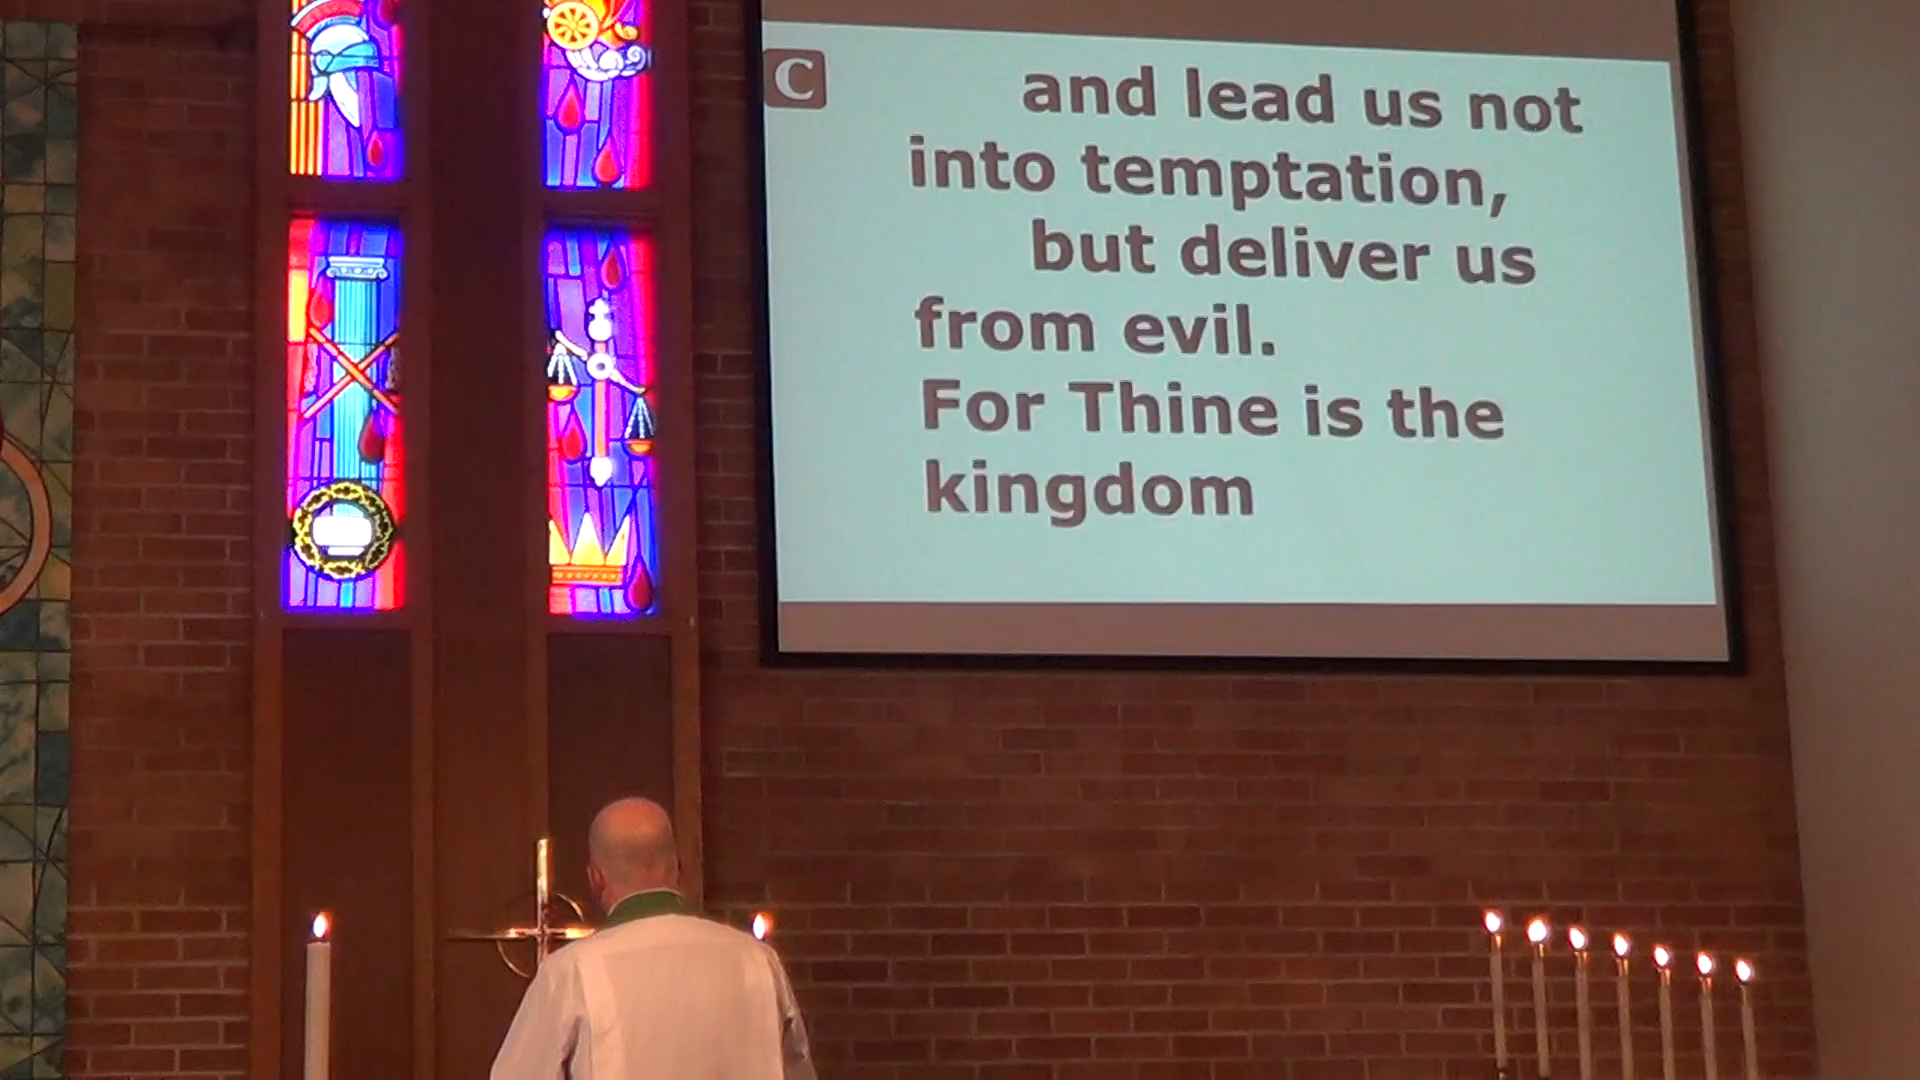 C
and lead us not
into temptation,
but deliver us
from evil.
For Thine is the
kingdom